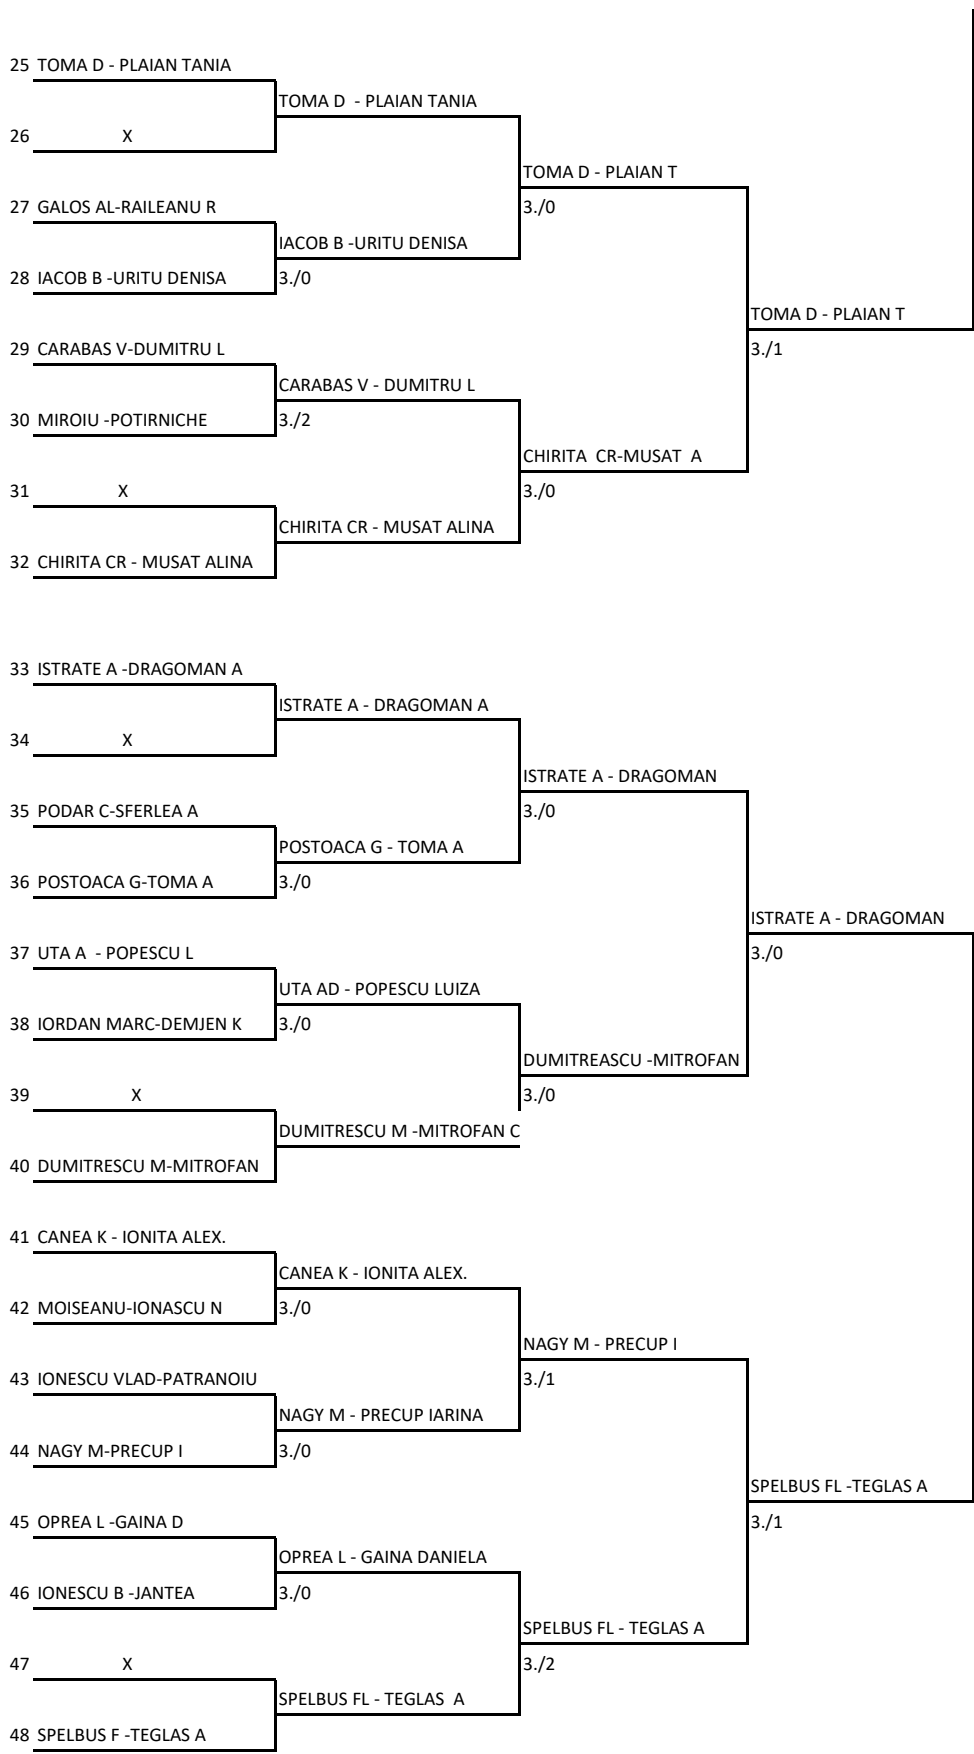 25 TOMA D - PLAIAN TANIA
TOMA D  - PLAIAN TANIA
26 X
TOMA D - PLAIAN T
27 GALOS AL-RAILEANU R
3./0
IACOB B -URITU DENISA
28 IACOB B -URITU DENISA
3./0
TOMA D - PLAIAN T
29 CARABAS V-DUMITRU L
3./1
CARABAS V - DUMITRU L
30 MIROIU -POTIRNICHE
3./2
CHIRITA  CR-MUSAT  A
31 X
3./0
CHIRITA CR - MUSAT ALINA
32 CHIRITA CR - MUSAT ALINA
33 ISTRATE A -DRAGOMAN A
ISTRATE A - DRAGOMAN A
34 X
ISTRATE A - DRAGOMAN
35 PODAR C-SFERLEA A
3./0
POSTOACA G - TOMA A
36 POSTOACA G-TOMA A
3./0
ISTRATE A - DRAGOMAN
37 UTA A  - POPESCU L
3./0
UTA AD - POPESCU LUIZA
38 IORDAN MARC-DEMJEN K
3./0
DUMITREASCU -MITROFAN
39 X
3./0
DUMITRESCU M -MITROFAN C
40 DUMITRESCU M-MITROFAN
41 CANEA K - IONITA ALEX.
CANEA K - IONITA ALEX.
42 MOISEANU-IONASCU N
3./0
NAGY M - PRECUP I
43 IONESCU VLAD-PATRANOIU
3./1
NAGY M - PRECUP IARINA
44 NAGY M-PRECUP I
3./0
SPELBUS FL -TEGLAS A
45 OPREA L -GAINA D
3./1
OPREA L - GAINA DANIELA
46 IONESCU B -JANTEA
3./0
SPELBUS FL - TEGLAS A
47 X
3./2
SPELBUS FL - TEGLAS  A
48 SPELBUS F -TEGLAS A